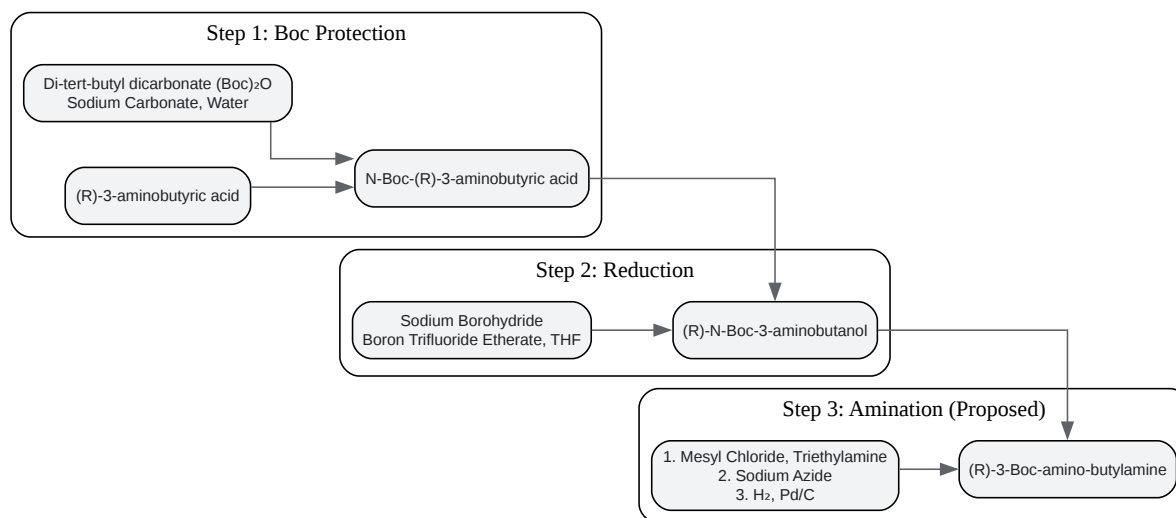 Step 1: Boc Protection
Di-tert-butyl dicarbonate (Boc)₂O
Sodium Carbonate, Water
(R)-3-aminobutyric acid
N-Boc-(R)-3-aminobutyric acid
Step 2: Reduction
Sodium Borohydride
Boron Trifluoride Etherate, THF
(R)-N-Boc-3-aminobutanol
Step 3: Amination (Proposed)
1. Mesyl Chloride, Triethylamine
2. Sodium Azide
3. H₂, Pd/C
(R)-3-Boc-amino-butylamine